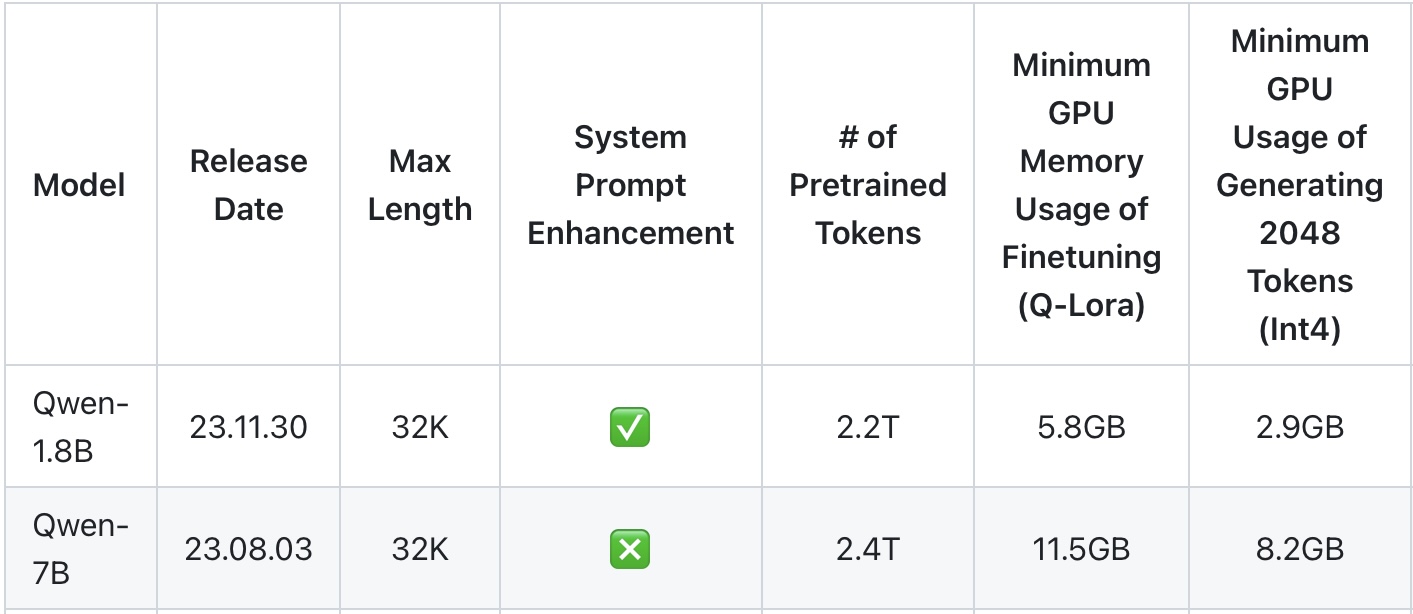 Model
Release
Date
Max
Length
System
Prompt
Enhancement
# of
Pretrained
Tokens
Minimum
GPU
Memory
Usage of
Finetuning
(Q-Lora)
Minimum
GPU
Usage of
Generating
2048
Tokens
(Int4)
Qwen-
1.8B
23.11.30
32K
✅
2.2T
5.8GB
2.9GB
Qwen-
7B
23.08.03
32K
❎
2.4T
11.5GB
8.2GB